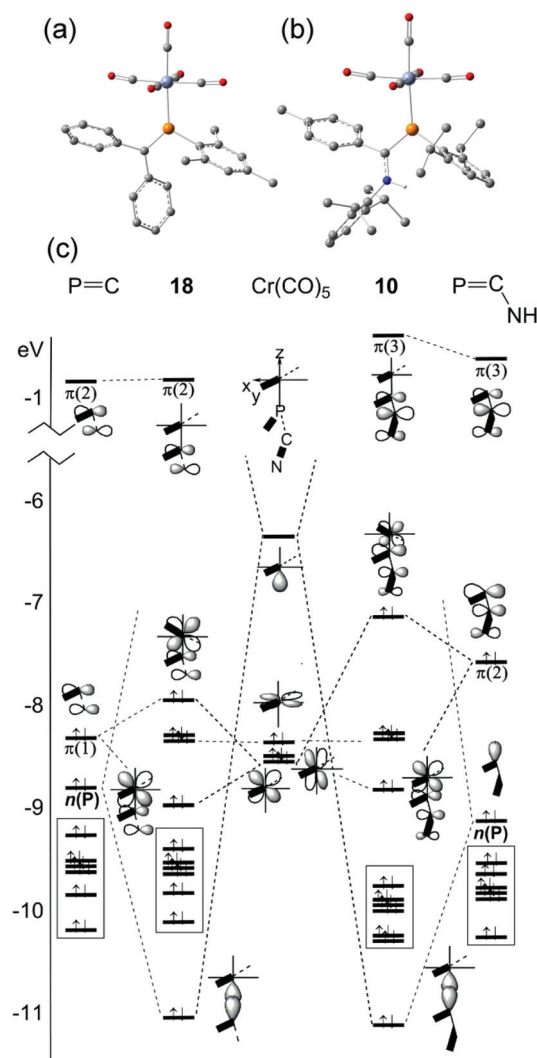 (a) (b)
(c)
P=C 18 Cr(CO)5 10 P=C
NH
eV
-1
π(2) π(2) π(3) π(3)
z
x
y
P
C
N
-6
-7
-8
π(2)
π(1)
n(P)
-9
n(P)
-10
-11